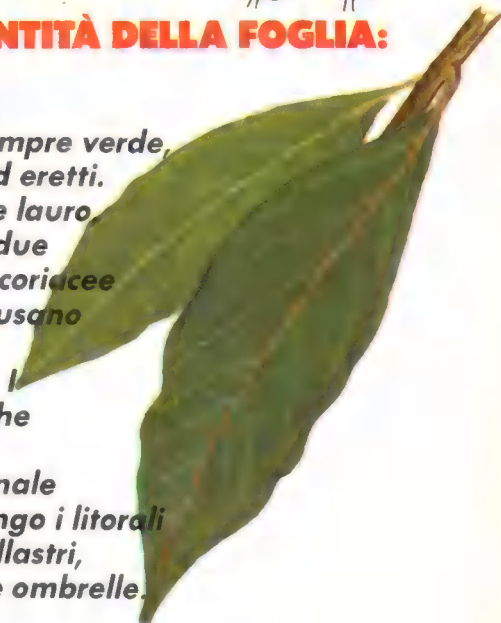 NTITÀ DELLA FOGLIA:
mpre verde,
d eretti.
e lauro,
due
coriacee
usano
I
he
nale
ngo i litorali
llastri,
e ombrelle.